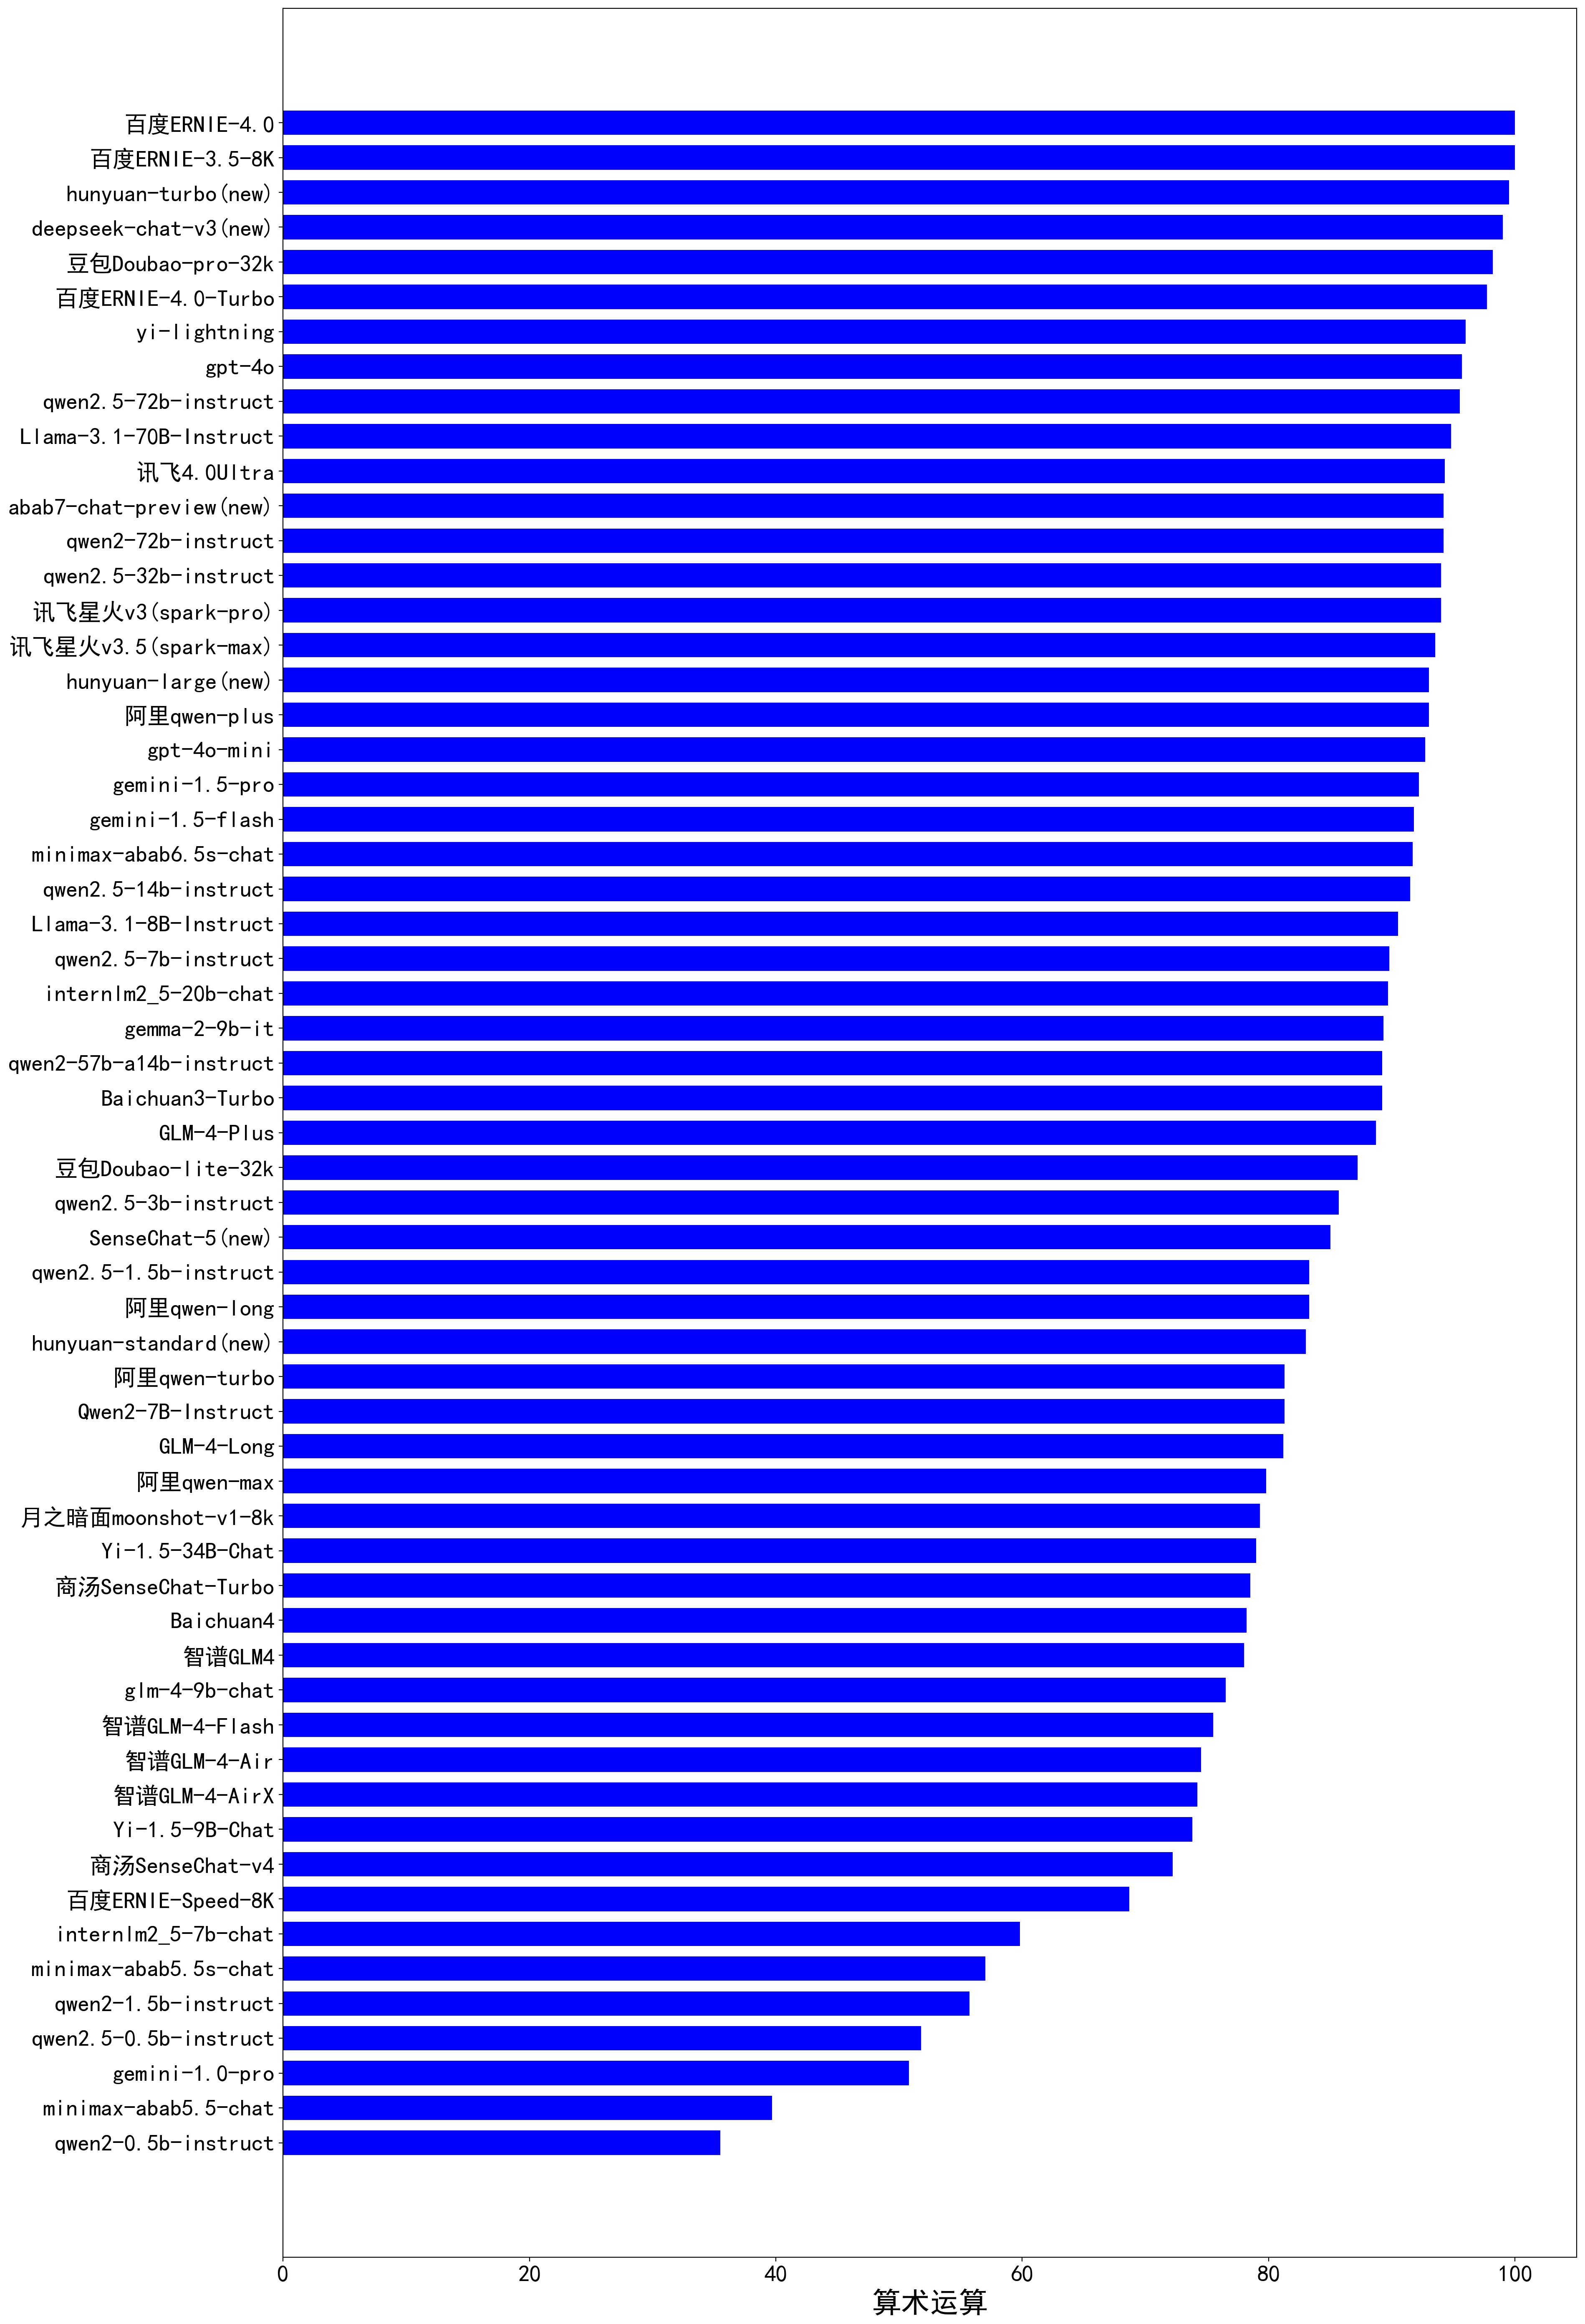 百度ERNIE-4.0
百度ERNIE-3.5-8K
hunyuan-turbo(new)
deepseek-chat-v3(new)
豆包Doubao-pro-32k
百度ERNIE-4.0-Turbo
yi-lightning
gpt-4o
qwen2.5-72b-instruct
Llama-3.1-70B-Instruct
讯飞4.0Ultra
abab7-chat-preview(new)
qwen2-72b-instruct
qwen2.5-32b-instruct
讯飞星火v3(spark-pro)
讯飞星火v3.5(spark-max)
hunyuan-large(new)
阿里qwen-plus
gpt-4o-mini
gemini-1.5-pro
gemini-1.5-flash
minimax-abab6.5s-chat
qwen2.5-14b-instruct
Llama-3.1-8B-Instruct
qwen2.5-7b-instruct
internlm2_5-20b-chat
gemma-2-9b-it
qwen2-57b-a14b-instruct
Baichuan3-Turbo
GLM-4-Plus
豆包Doubao-lite-32k
qwen2.5-3b-instruct
SenseChat-5(new)
qwen2.5-1.5b-instruct
阿里qwen-long
hunyuan-standard(new)
阿里qwen-turbo
Qwen2-7B-Instruct
GLM-4-Long
阿里qwen-max
月之暗面moonshot-v1-8k
Yi-1.5-34B-Chat
商汤SenseChat-Turbo
Baichuan4
智谱GLM4
glm-4-9b-chat
智谱GLM-4-Flash
智谱GLM-4-Air
智谱GLM-4-AirX
Yi-1.5-9B-Chat
商汤SenseChat-v4
百度ERNIE-Speed-8K
internlm2_5-7b-chat
minimax-abab5.5s-chat
qwen2-1.5b-instruct
qwen2.5-0.5b-instruct
gemini-1.0-pro
minimax-abab5.5-chat
qwen2-0.5b-instruct
0 20 40 60 80 100
算术运算